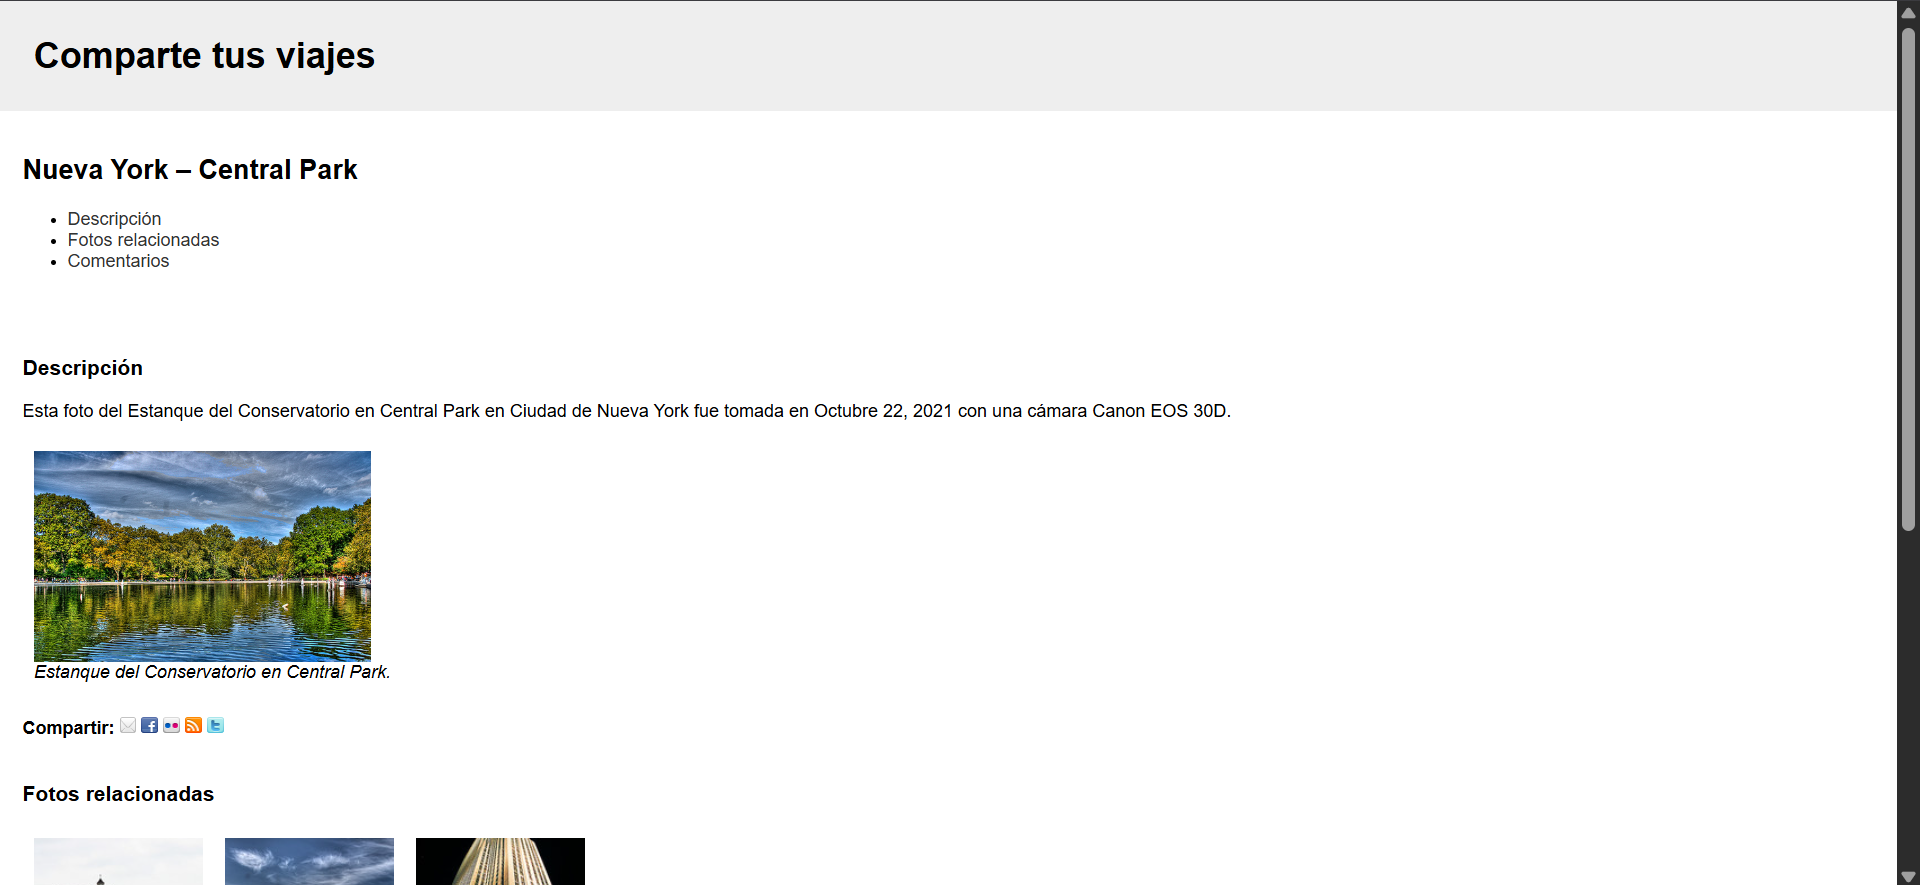 Comparte tus viajes
Nueva York – Central Park
Descripción
Fotos relacionadas
Comentarios
Descripción
Esta foto del Estanque del Conservatorio en Central Park en Ciudad de Nueva York fue tomada en Octubre 22, 2021 con una cámara Canon EOS 30D.
Estanque del Conservatorio en Central Park.
Compartir:
Fotos relacionadas